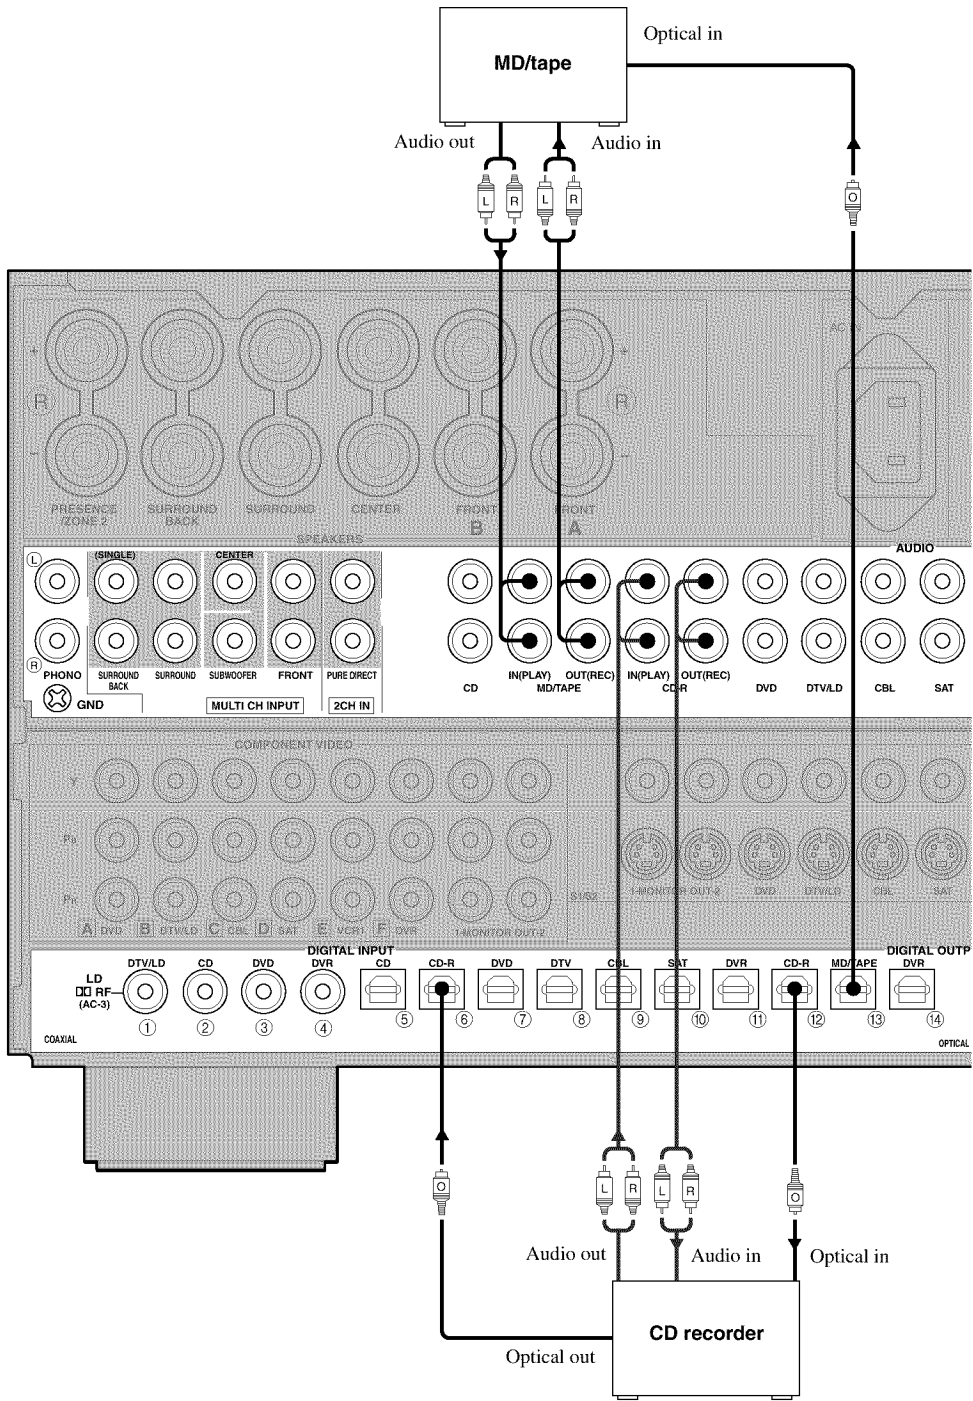 Optical in
MD/tape
Audio out
Audio in
L
R
L
R
O
AC IN
+
+
R
R
-
-
PRESENCE
/ZONE 2
SURROUND
BACK
SURROUND
CENTER
FRONT
B
FRONT
A
SPEAKERS
L
(SINGLE)
CENTER
AUDIO
R
PHONO
SURROUND
BACK
SURROUND
SUBWOOFER
FRONT
PURE DIRECT
IN(PLAY)
OUT(REC)
IN(PLAY)
OUT(REC)
CD
MD/TAPE
CD-R
DVD
DTV/LD
CBL
SAT
GND
MULTI CH INPUT
2CH IN
COMPONENT VIDEO
Y
PB
PR
A DVD
B DTV/LD
C CBL
D SAT
E VCR1
F DVR
1-MONITOR OUT-2
S1/S2
1-MONITOR OUT-2
DVD
DTV/LD
CBL
SAT
DIGITAL INPUT
DIGITAL OUTP
DTV/LD
CD
DVD
DVR
CD
CD-R
DVD
DTV
CBL
SAT
DVR
CD-R
MD/TAPE
DVR
LD
RF
(AC-3)
① ② ③ ④ ⑤ ⑥ ⑦ ⑧ ⑨ ⑩ ⑪ ⑫ ⑬ ⑭
COAXIAL
OPTICAL
O
L
R
L
R
O
Audio out
Audio in
Optical in
CD recorder
Optical out